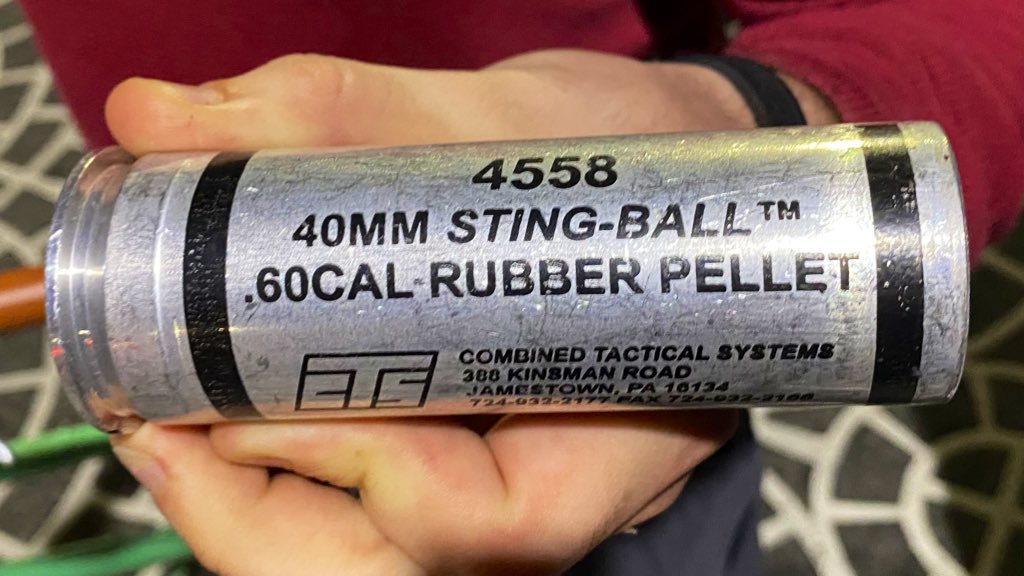 4558
40MM STING-BALL™
.60CAL RUBBER PELLET
CTS
COMBINED TACTICAL SYSTEMS
388 KINSMAN ROAD
JAMESTOWN, PA 16134
724-932-2177 FAX